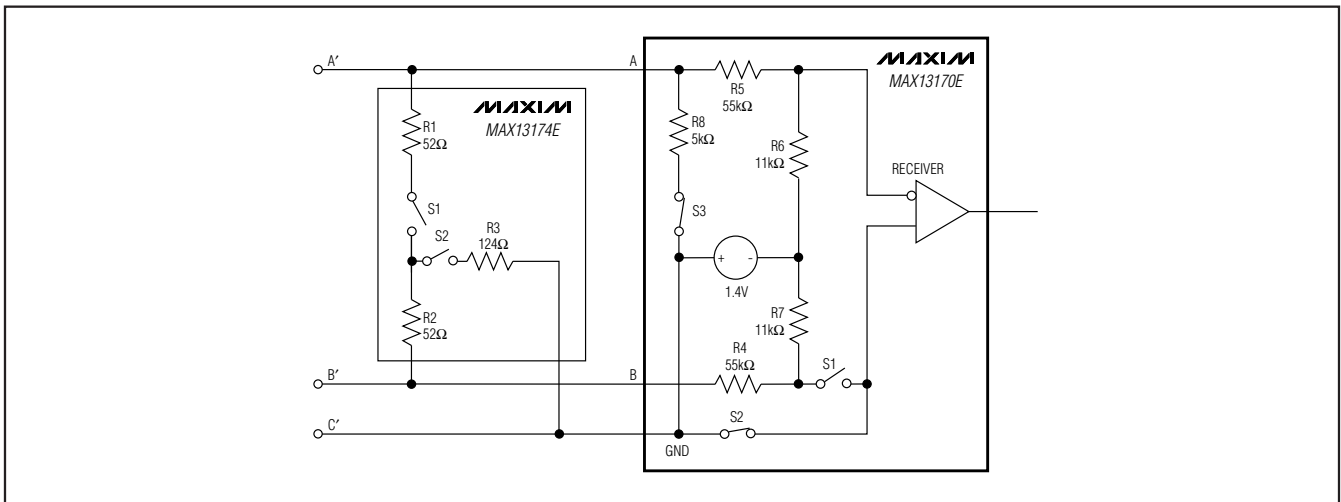 A′
A
MAXIM
MAX13170E
R5
55kΩ
MAXIM
MAX13174E
R1
52Ω
R8
5kΩ
R6
11kΩ
RECEIVER
S1
S3
S2
R3
124Ω
+ -
1.4V
R2
52Ω
R7
11kΩ
R4
55kΩ
S1
B′
B
S2
C′
GND